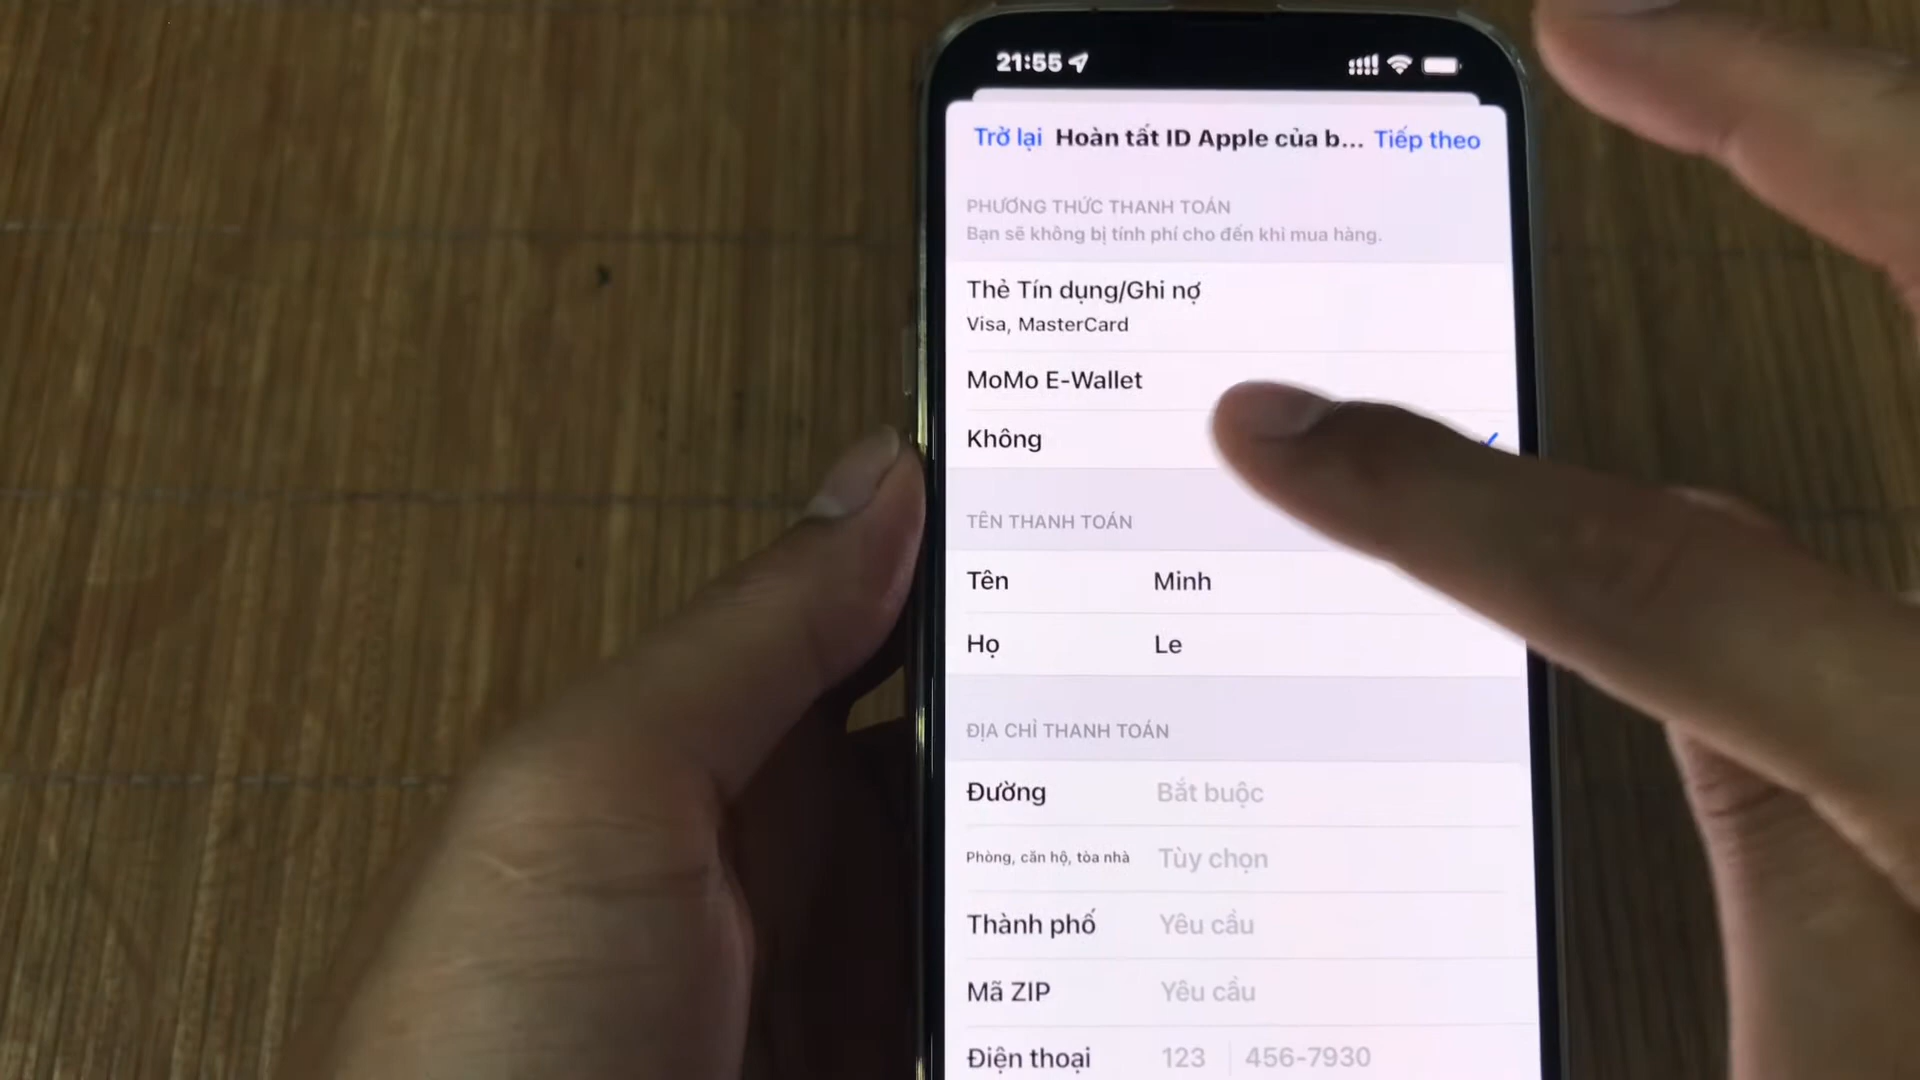 21:55
Trở lại Hoàn tất ID Apple của b... Tiếp theo
PHƯƠNG THỨC THANH TOÁN
Bạn sẽ không bị tính phí cho đến khi mua hàng.
Thẻ Tín dụng/Ghi nợ
Visa, MasterCard
MoMo E-Wallet
Không
TÊN THANH TOÁN
Tên Minh
Họ Le
ĐỊA CHỈ THANH TOÁN
Đường Bắt buộc
Phòng, căn hộ, tòa nhà Tùy chọn
Thành phố Yêu cầu
Mã ZIP Yêu cầu
Điện thoại 123 456-7930